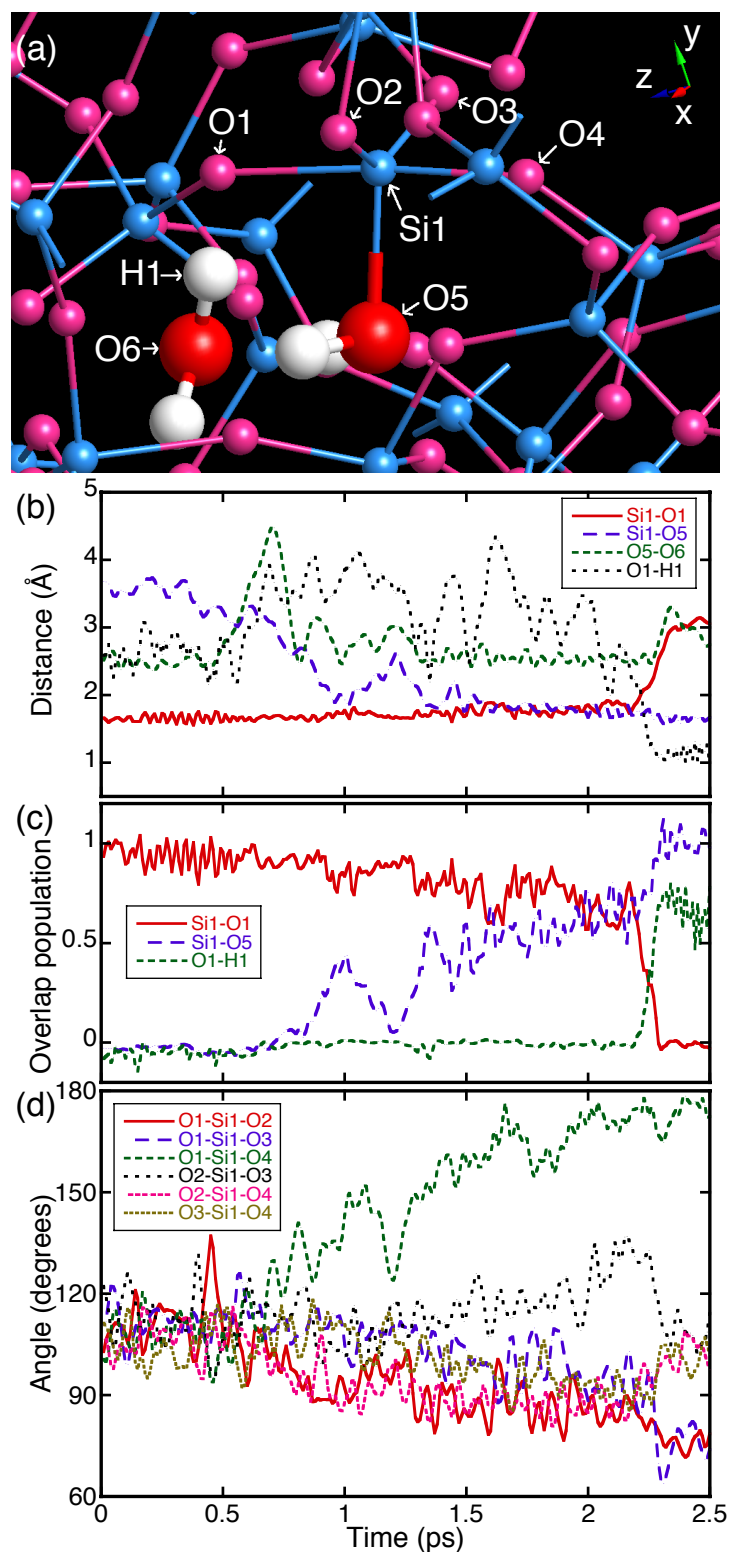 (a)
y
z
x
O2
O3
O1
O4
Si1
H1
O5
O6
(b)
5
4
3
2
1
Distance (Å)
Si1-O1
Si1-O5
O5-O6
O1-H1
(c)
1
0.5
0
Overlap population
Si1-O1
Si1-O5
O1-H1
(d)
180
150
120
90
60
Angle (degrees)
O1-Si1-O2
O1-Si1-O3
O1-Si1-O4
O2-Si1-O3
O2-Si1-O4
O3-Si1-O4
0 0.5 1 1.5 2 2.5
Time (ps)